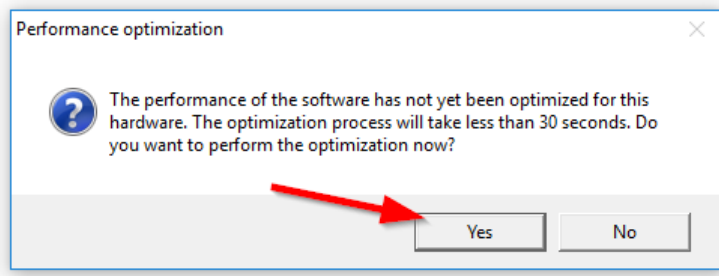 Performance optimization
The performance of the software has not yet been optimized for this
hardware. The optimization process will take less than 30 seconds. Do
you want to perform the optimization now?
Yes No